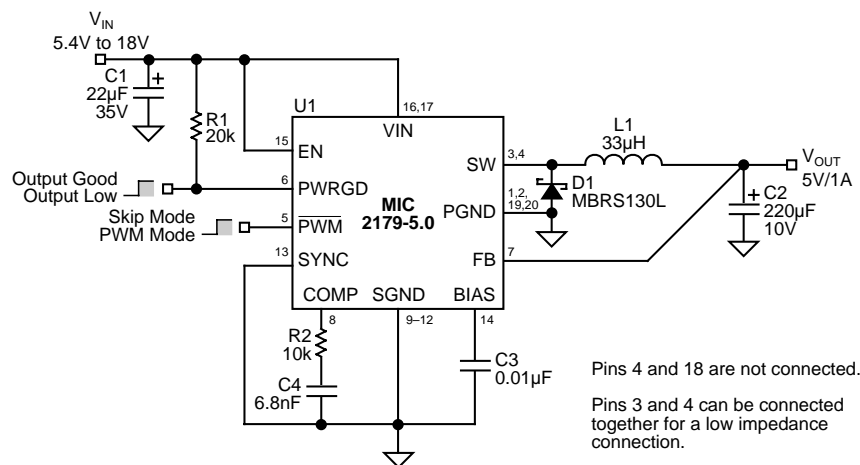 VIN
5.4V to 18V
C1
22µF
35V
R1
20k
U1
16,17
VIN
15
EN
Output Good
Output Low
6
PWRGD
Skip Mode
PWM Mode
5
PWM
13
SYNC
MIC
2179-5.0
SW
3,4
L1
33µH
VOUT
5V/1A
D1
MBRS130L
C2
220µF
10V
PGND
1,2,
19,20
FB
7
COMP
SGND
BIAS
8
9–12
14
R2
10k
C4
6.8nF
C3
0.01µF
Pins 4 and 18 are not connected.
Pins 3 and 4 can be connected
together for a low impedance
connection.